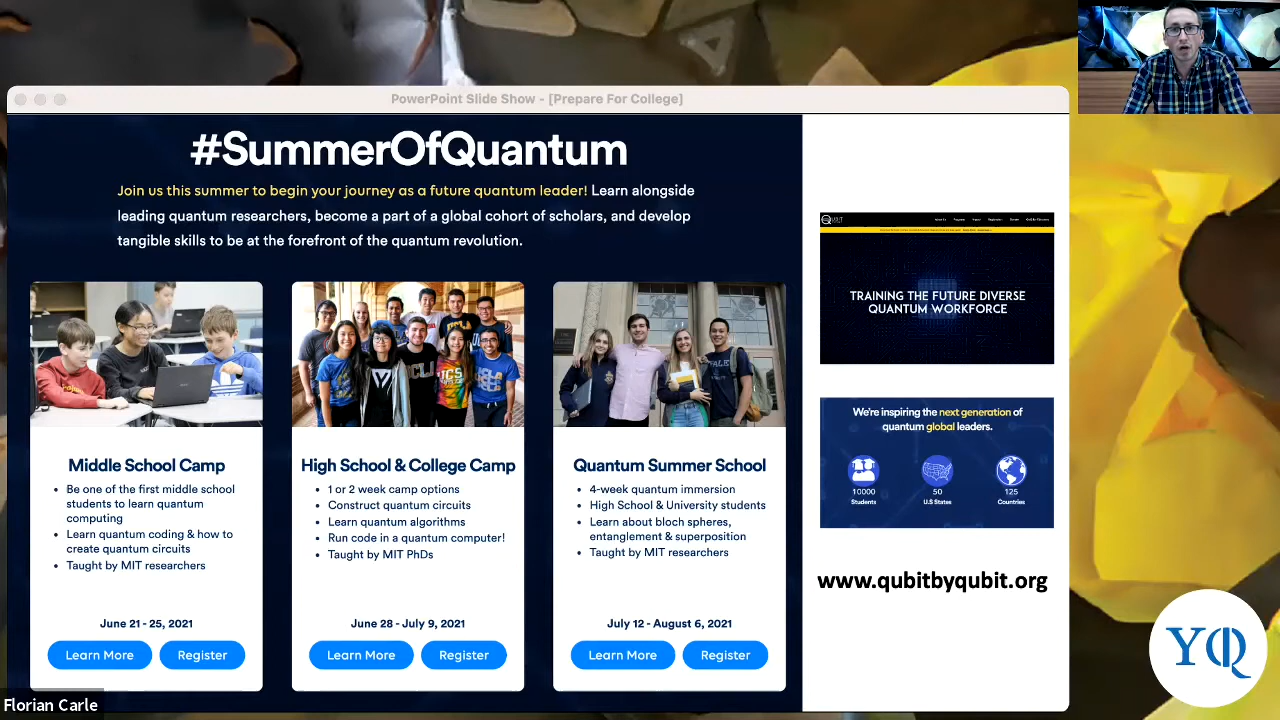 PowerPoint Slide Show - [Prepare For College]
#SummerOfQuantum
Join us this summer to begin your journey as a future quantum leader! Learn alongside
leading quantum researchers, become a part of a global cohort of scholars, and develop
tangible skills to be at the forefront of the quantum revolution.
Middle School Camp
• Be one of the first middle school
students to learn quantum
computing
• Learn quantum coding & how to
create quantum circuits
• Taught by MIT researchers
June 21 - 25, 2021
Learn More
Register
High School & College Camp
• 1 or 2 week camp options
• Construct quantum circuits
• Learn quantum algorithms
• Run code in a quantum computer!
• Taught by MIT PhDs
June 28 - July 9, 2021
Learn More
Register
Quantum Summer School
• 4-week quantum immersion
• High School & University students
• Learn about bloch spheres,
entanglement & superposition
• Taught by MIT researchers
July 12 - August 6, 2021
Learn More
Register
TRAINING THE FUTURE DIVERSE
QUANTUM WORKFORCE
We're inspiring the next generation of
quantum global leaders.
10000
Students
50
U.S States
125
Countries
www.qubitbyqubit.org
YQ
Florian Carle